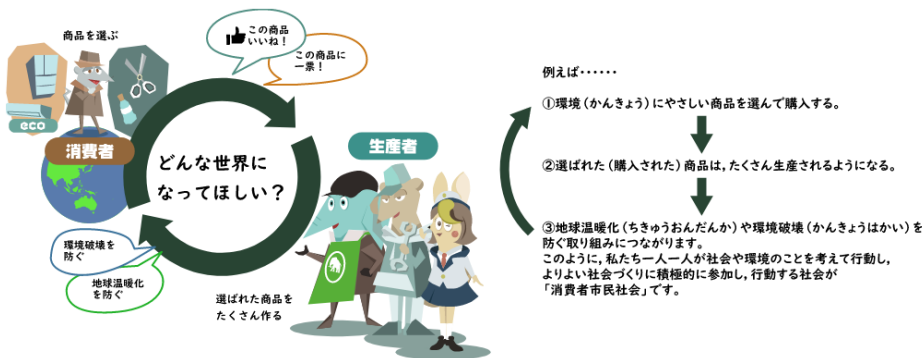 商品を選ぶ
この商品
いいね！
この商品に
一票！
eco
消費者
どんな世界に
なってほしい？
生産者
環境破壊を
防ぐ
地球温暖化
を防ぐ
選ばれた商品を
たくさん作る
例えば‥‥‥
①環境（かんきょう）にやさしい商品を選んで購入する。
②選ばれた（購入された）商品は，たくさん生産されるようになる。
③地球温暖化（ちきゅうおんだんか）や環境破壊（かんきょうはかい）を
防ぐ取り組みにつながります。
このように，私たち一人一人が社会や環境のことを考えて行動し，
よりよい社会づくりに積極的に参加し，行動する社会が
「消費者市民社会」です。